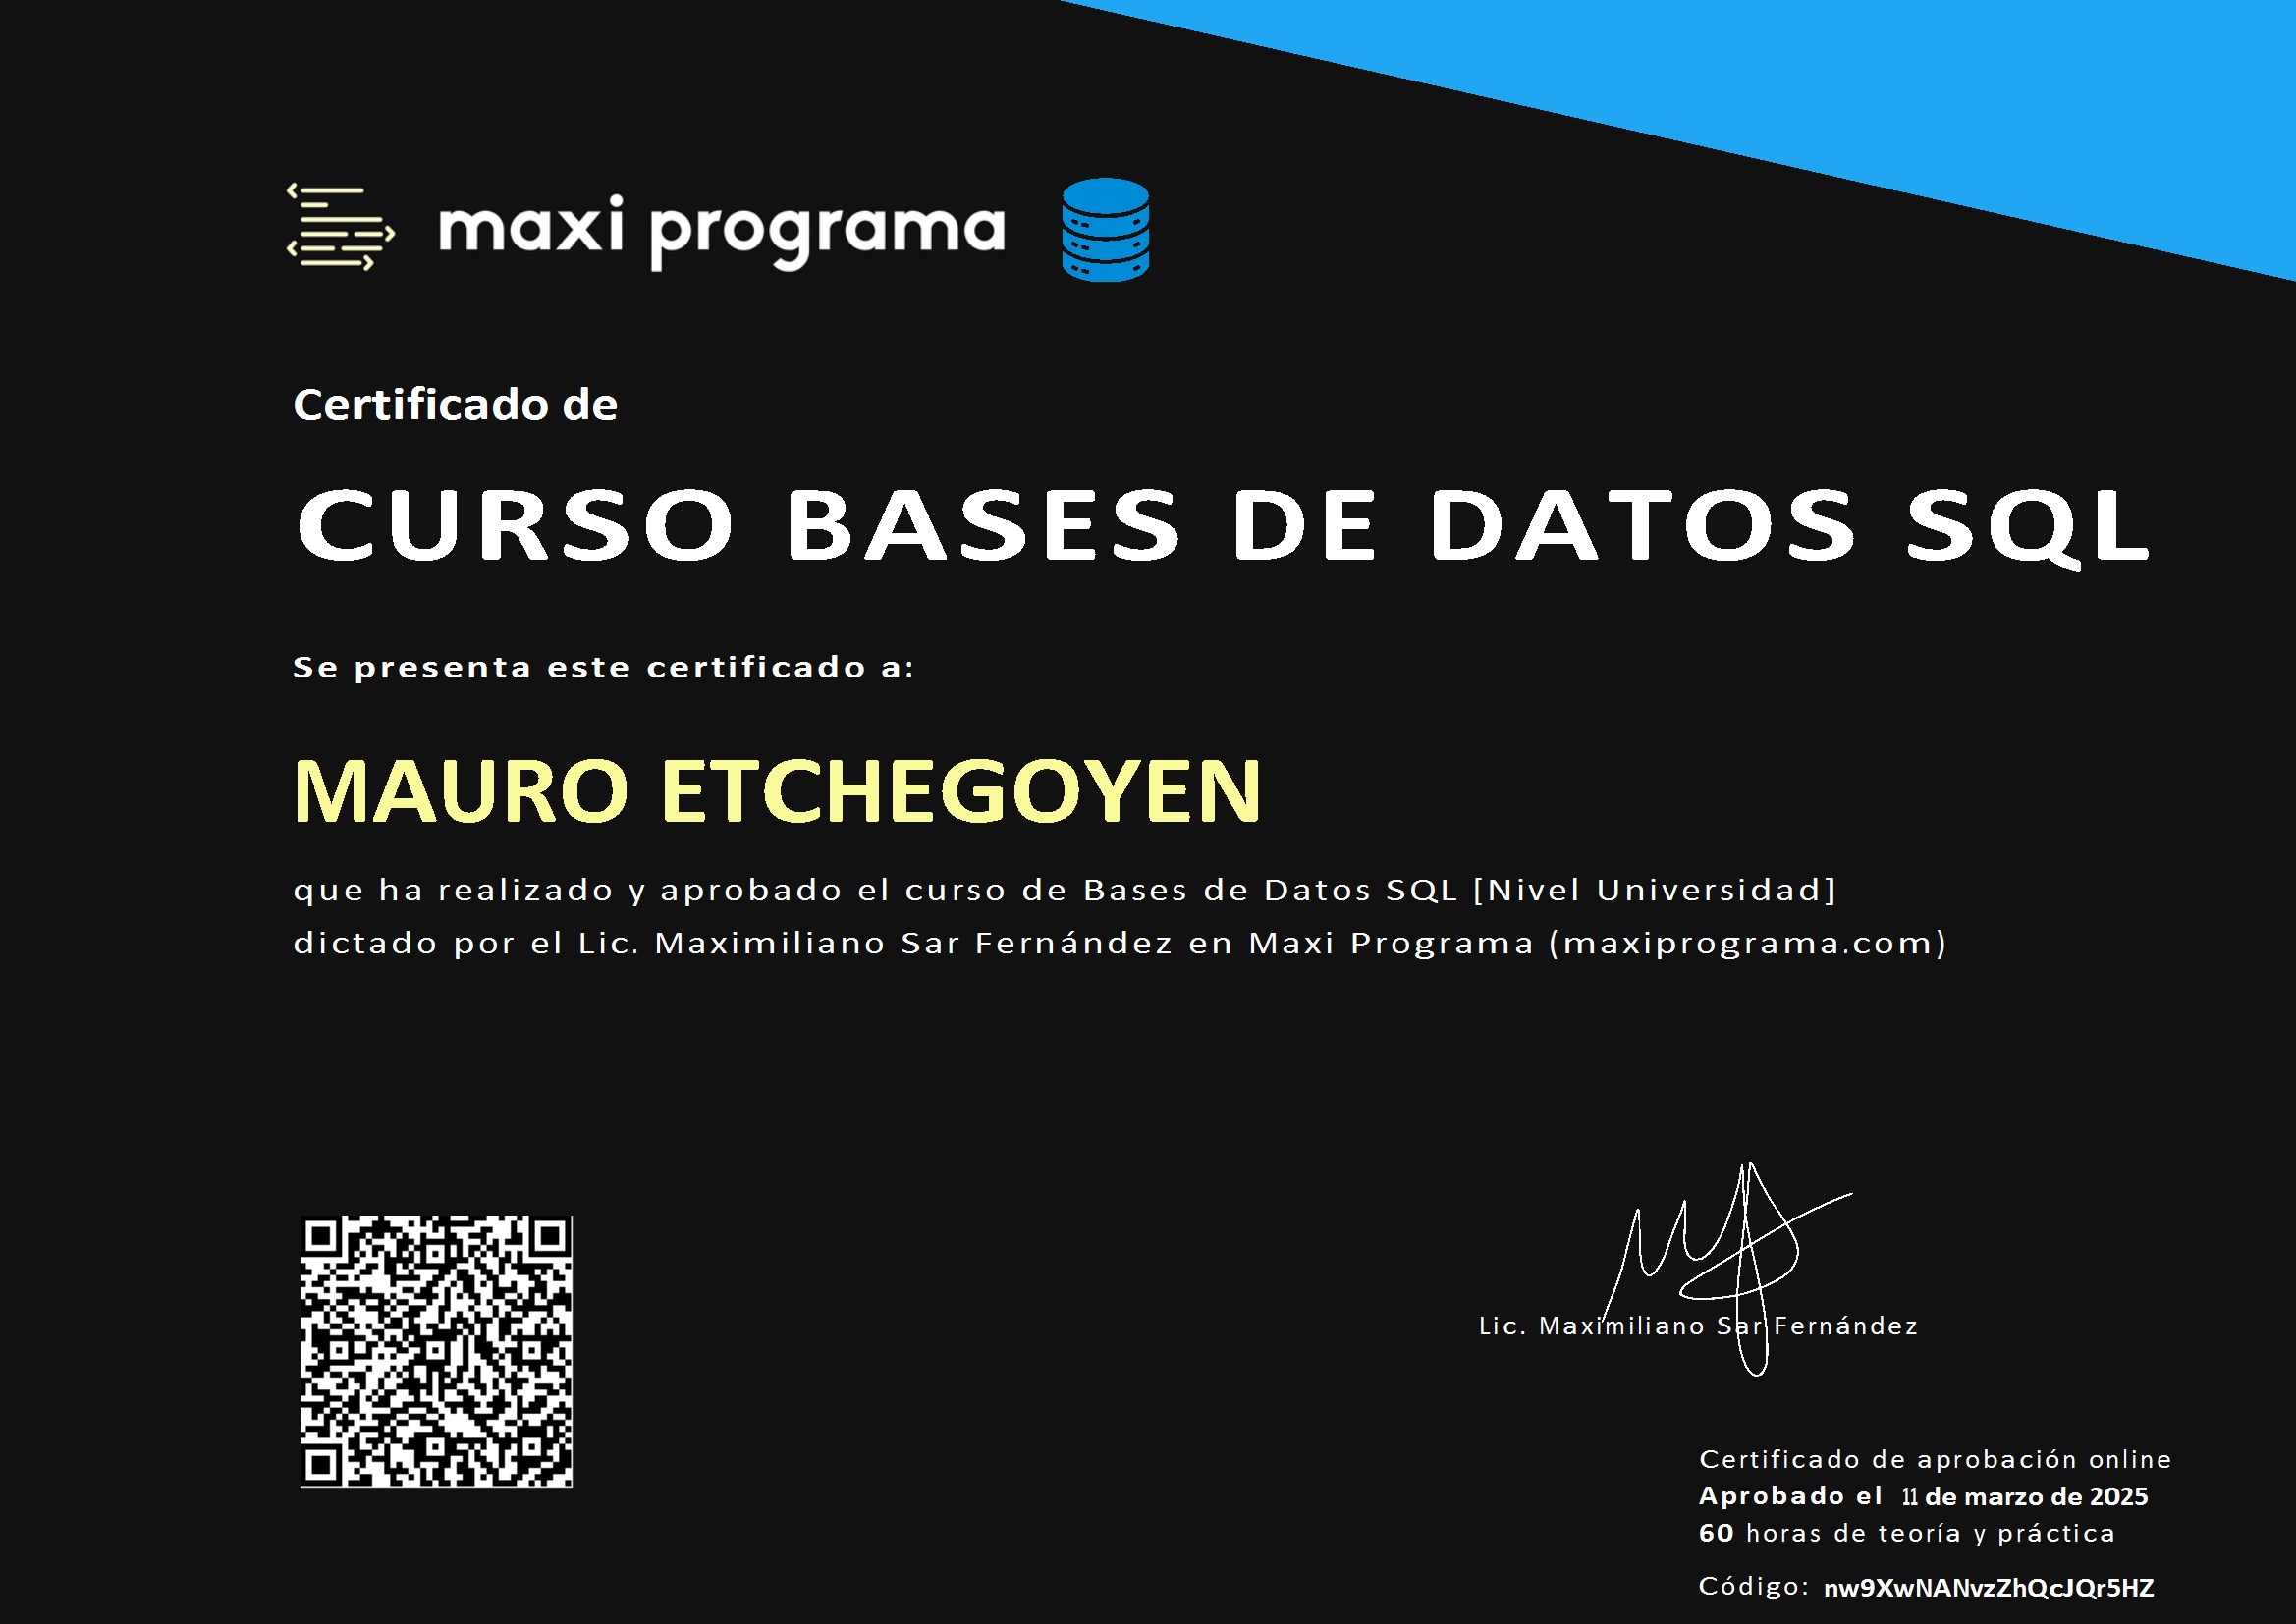 maxi programa
Certificado de
CURSO BASES DE DATOS SQL
Se presenta este certificado a:
MAURO ETCHEGOYEN
que ha realizado y aprobado el curso de Bases de Datos SQL [Nivel Universidad]
dictado por el Lic. Maximiliano Sar Fernández en Maxi Programa (maxiprograma.com)
Lic. Maximiliano Sar Fernández
Certificado de aprobación online
Aprobado el 11 de marzo de 2025
60 horas de teoría y práctica
Código: nw9XwNANvzZhQcJQr5HZ